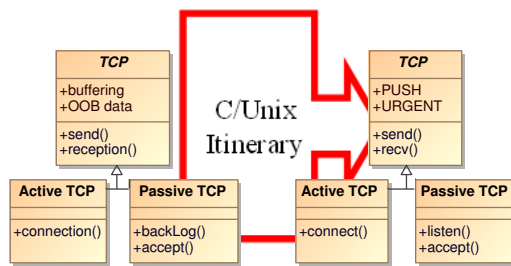 TCP
+buffering
+OOB data
+send()
+reception()
Active TCP
+connection()
Passive TCP
+backLog()
+accept()
C/Unix
Itinerary
TCP
+PUSH
+URGENT
+send()
+recv()
Active TCP
+connect()
Passive TCP
+listen()
+accept()